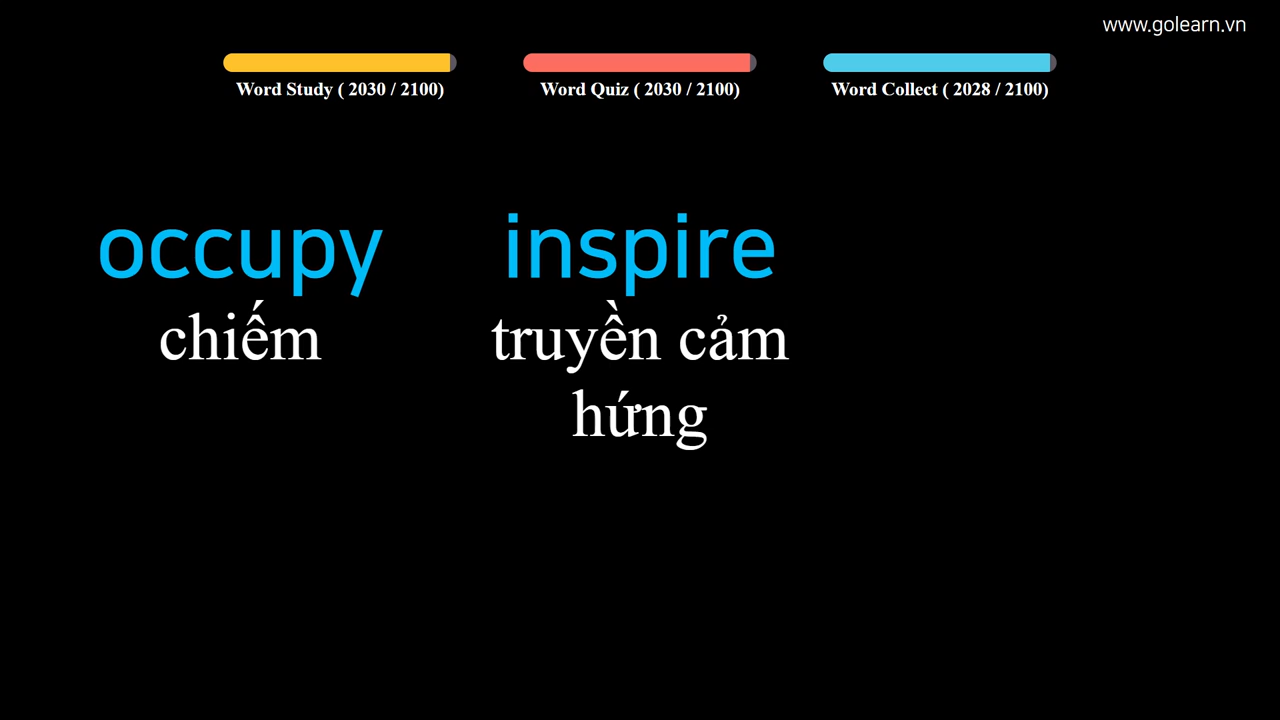 www.golearn.vn
Word Study ( 2030 / 2100)
Word Quiz ( 2030 / 2100)
Word Collect ( 2028 / 2100)
occupy
chiếm
inspire
truyền cảm
hứng